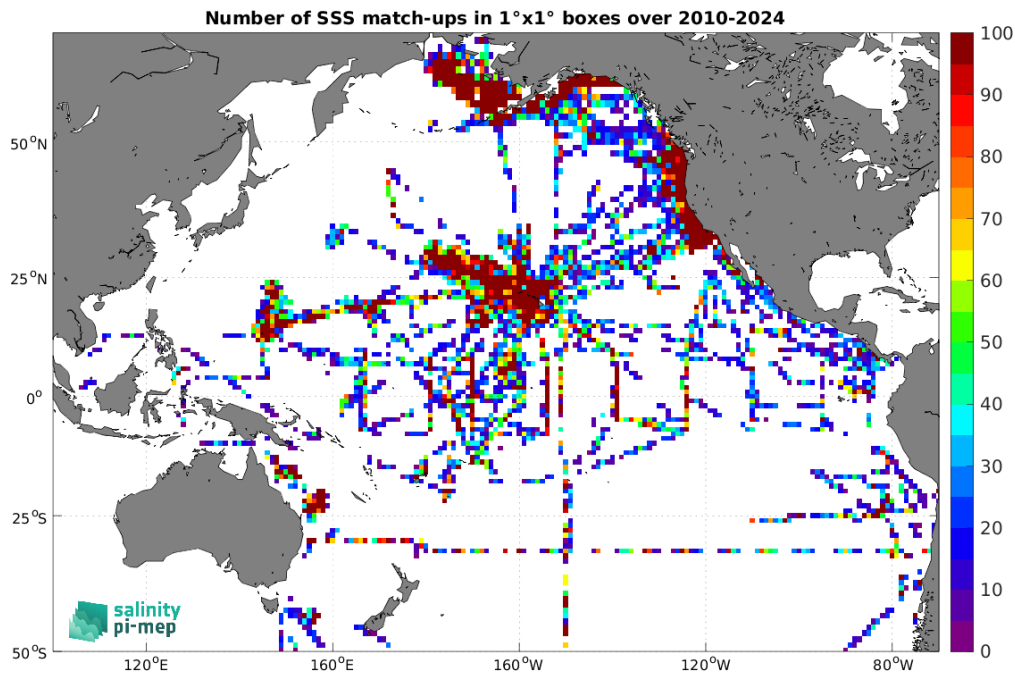 Number of SSS match-ups in 1°x1° boxes over 2010-2024
100
90
80
70
60
50
40
30
20
10
0
50°N
25°N
0°
25°S
50°S
salinity
pi-mep
120°E
160°E
160°W
120°W
80°W